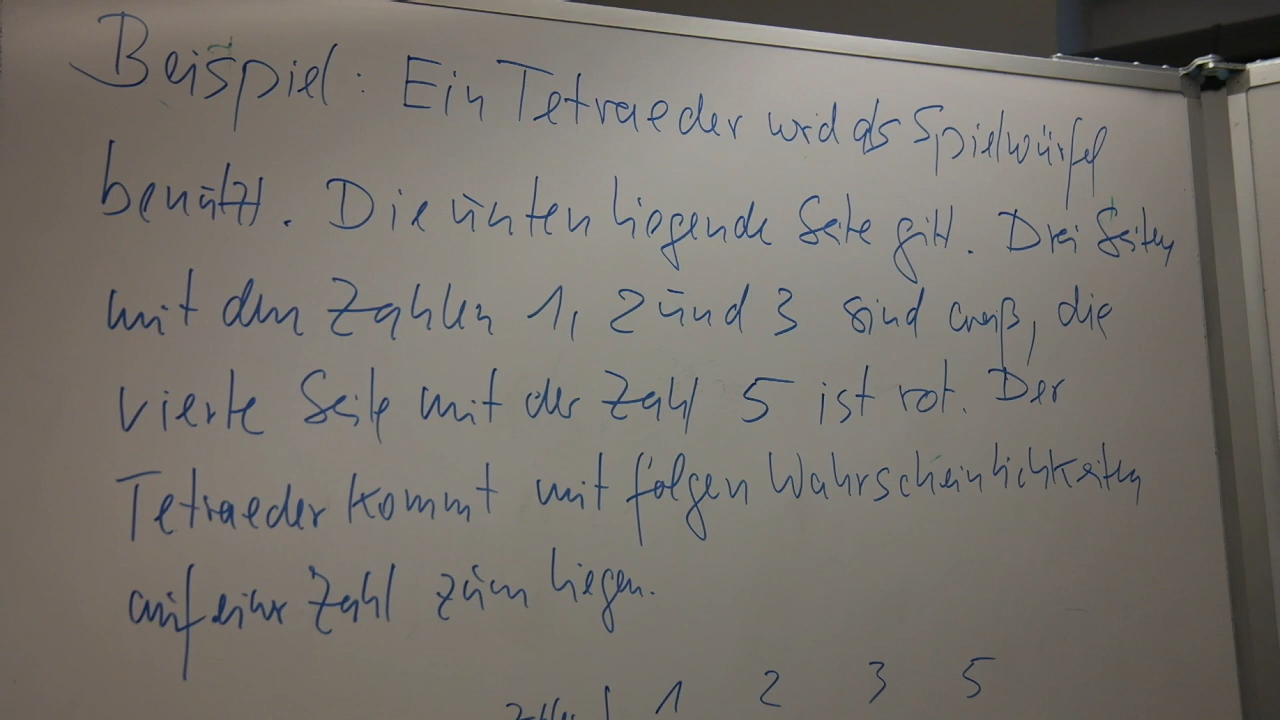 Beispiel: Ein Tetraeder wird als Spielwürfel
benützt. Die unten liegende Seite gilt. Drei Seiten
mit den Zahlen 1, 2 und 3 sind weiß, die
vierte Seite mit der Zahl 5 ist rot. Der
Tetraeder kommt mit folgen Wahrscheinlichkeiten
auf einer Zahl zum liegen.
Zahlen 1 2 3 5